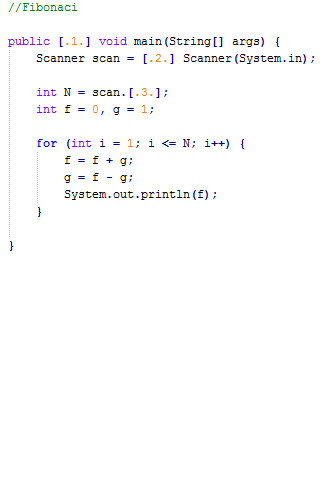 //Fibonaci
public [.1.] void main(String[] args) {
Scanner scan = [.2.] Scanner(System.in);
int N = scan.[.3.];
int f = 0, g = 1;
for (int i = 1; i <= N; i++) {
f = f + g;
g = f - g;
System.out.println(f);
}
}